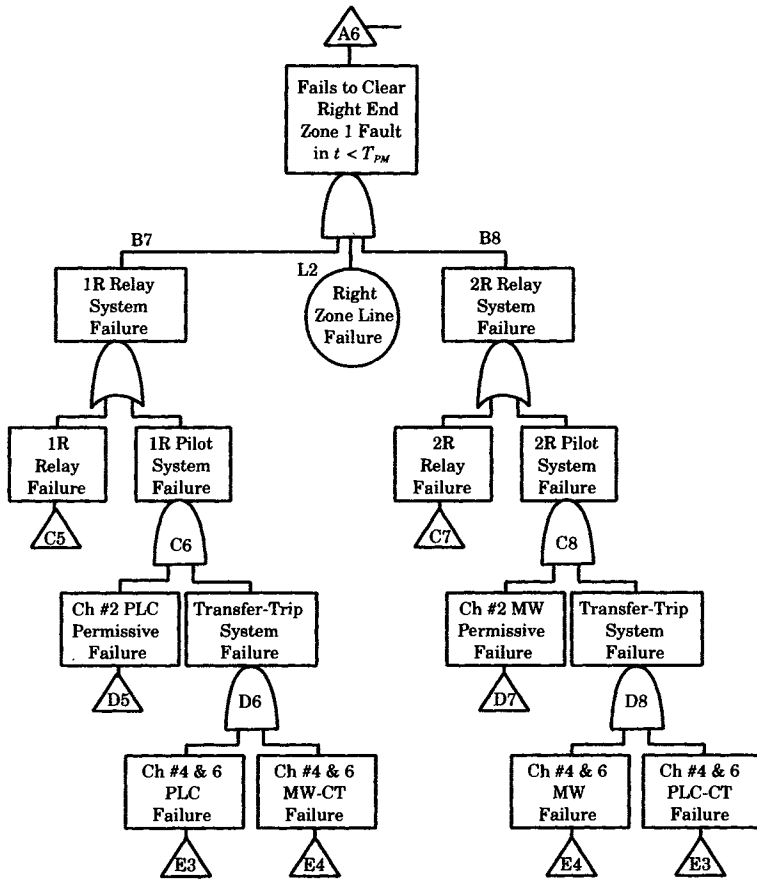 A6
Fails to Clear
Right End
Zone 1 Fault
in t < T_PM
B7
B8
L2
1R Relay
System
Failure
Right
Zone Line
Failure
2R Relay
System
Failure
1R
Relay
Failure
1R Pilot
System
Failure
2R
Relay
Failure
2R Pilot
System
Failure
C5
C6
C7
C8
Ch #2 PLC
Permissive
Failure
Transfer-Trip
System
Failure
Ch #2 MW
Permissive
Failure
Transfer-Trip
System
Failure
D5
D6
D7
D8
Ch #4 & 6
PLC
Failure
Ch #4 & 6
MW-CT
Failure
Ch #4 & 6
MW
Failure
Ch #4 & 6
PLC-CT
Failure
E3
E4
E4
E3